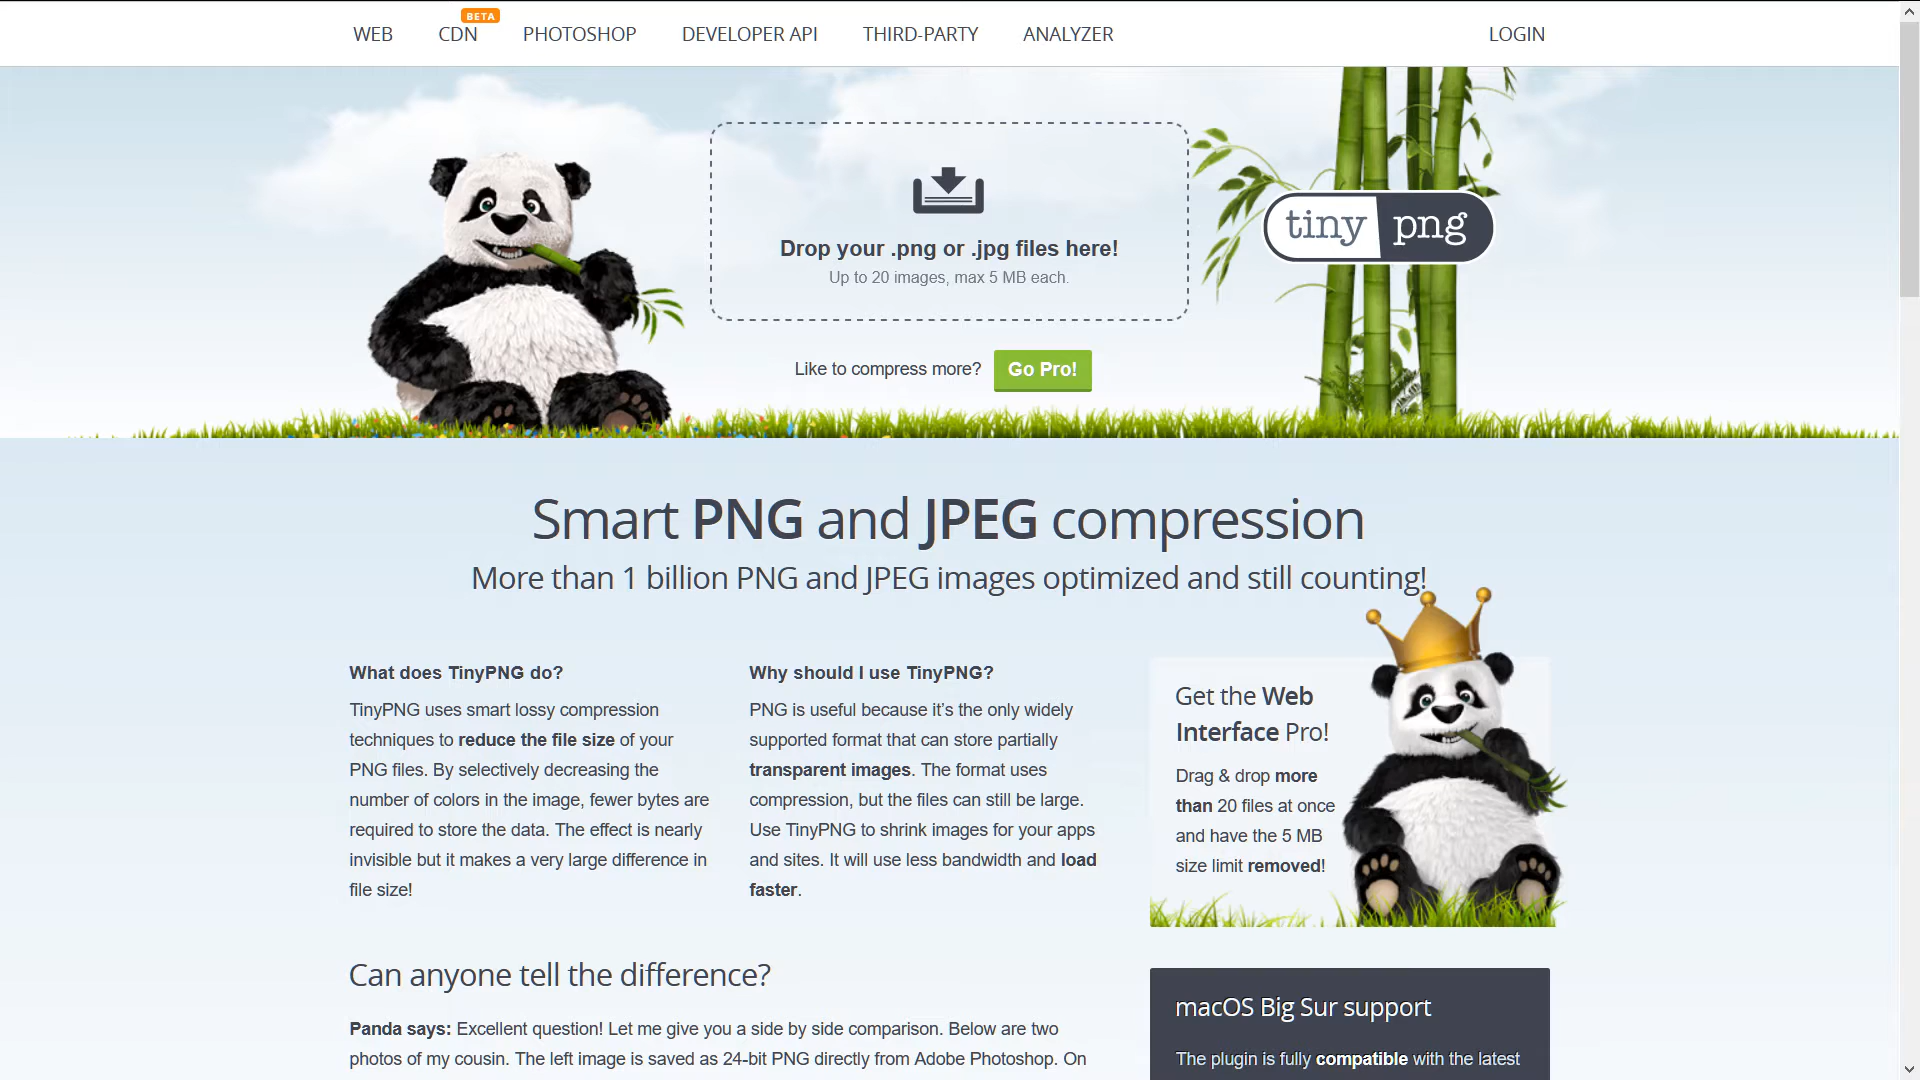 WEB CDN BETA PHOTOSHOP DEVELOPER API THIRD-PARTY ANALYZER LOGIN
Drop your .png or .jpg files here!
Up to 20 images, max 5 MB each.
tiny png
Like to compress more? Go Pro!
Smart PNG and JPEG compression
More than 1 billion PNG and JPEG images optimized and still counting!
What does TinyPNG do?
TinyPNG uses smart lossy compression
techniques to reduce the file size of your
PNG files. By selectively decreasing the
number of colors in the image, fewer bytes are
required to store the data. The effect is nearly
invisible but it makes a very large difference in
file size!
Why should I use TinyPNG?
PNG is useful because it’s the only widely
supported format that can store partially
transparent images. The format uses
compression, but the files can still be large.
Use TinyPNG to shrink images for your apps
and sites. It will use less bandwidth and load
faster.
Get the Web
Interface Pro!
Drag & drop more
than 20 files at once
and have the 5 MB
size limit removed!
Can anyone tell the difference?
Panda says: Excellent question! Let me give you a side by side comparison. Below are two
photos of my cousin. The left image is saved as 24-bit PNG directly from Adobe Photoshop. On
macOS Big Sur support
The plugin is fully compatible with the latest